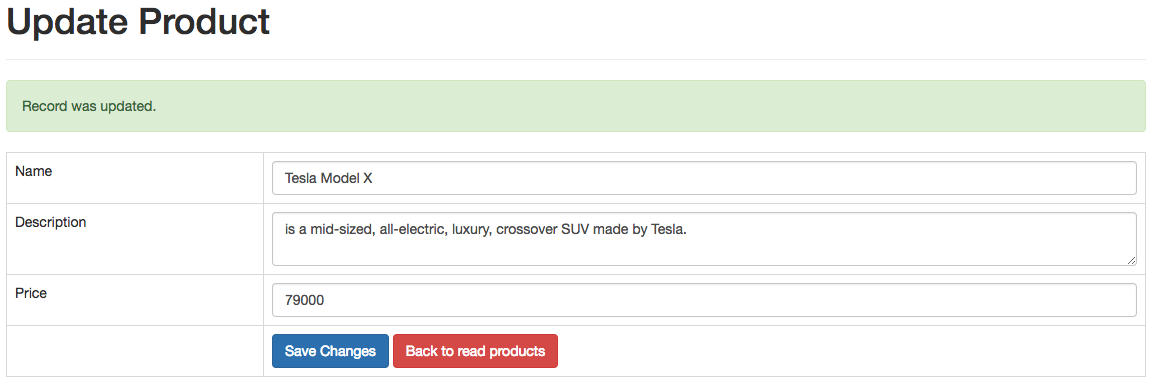 Update Product
Record was updated.
Name
Tesla Model X
Description
is a mid-sized, all-electric, luxury, crossover SUV made by Tesla.
Price
79000
Save Changes
Back to read products